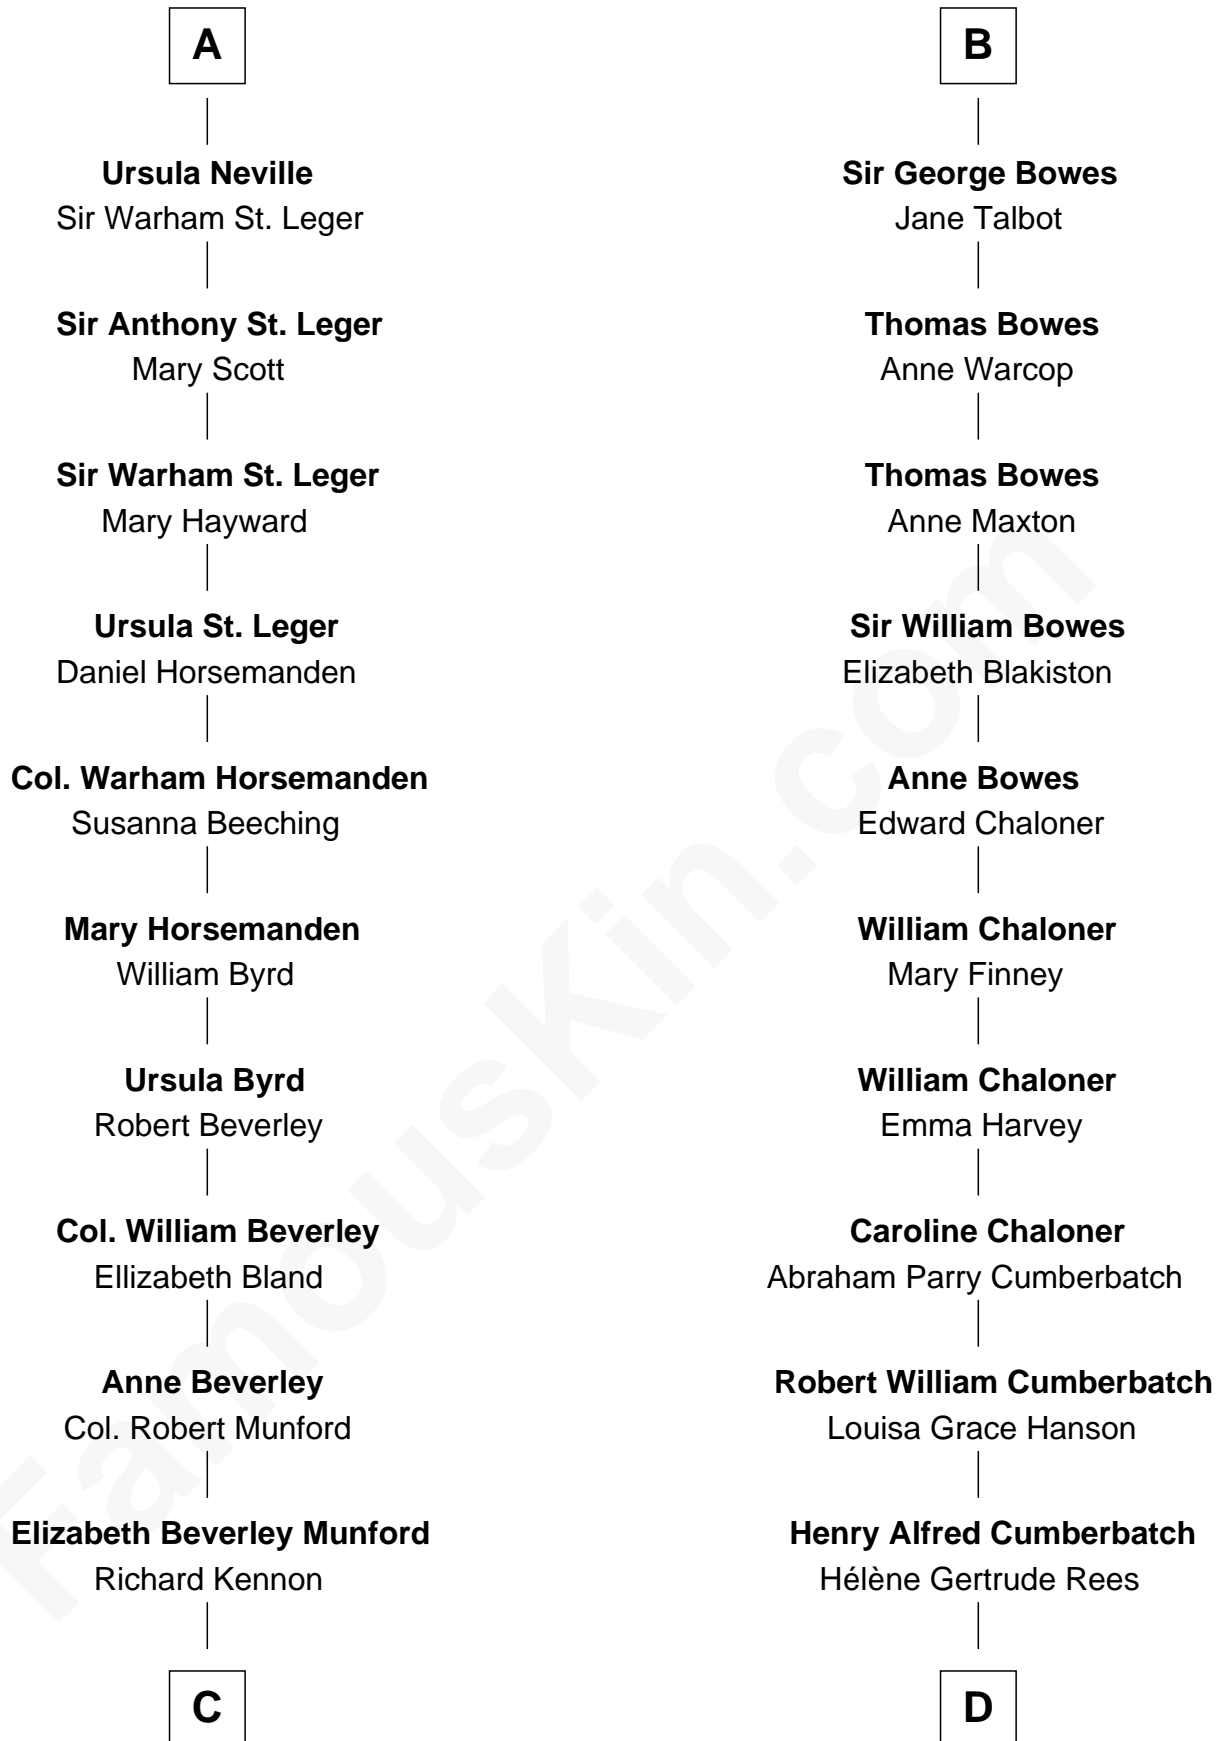 A
Ursula Neville
Sir Warham St. Leger
Sir Anthony St. Leger
Mary Scott
Sir Warham St. Leger
Mary Hayward
Ursula St. Leger
Daniel Horsemanden
Col. Warham Horsemanden
Susanna Beeching
Mary Horsemanden
William Byrd
Ursula Byrd
Robert Beverley
Col. William Beverley
Ellizabeth Bland
Anne Beverley
Col. Robert Munford
Elizabeth Beverley Munford
Richard Kennon
C
B
Sir George Bowes
Jane Talbot
Thomas Bowes
Anne Warcop
Thomas Bowes
Anne Maxton
Sir William Bowes
Elizabeth Blakiston
Anne Bowes
Edward Chaloner
William Chaloner
Mary Finney
William Chaloner
Emma Harvey
Caroline Chaloner
Abraham Parry Cumberbatch
Robert William Cumberbatch
Louisa Grace Hanson
Henry Alfred Cumberbatch
Hélène Gertrude Rees
D
FamousKin.com